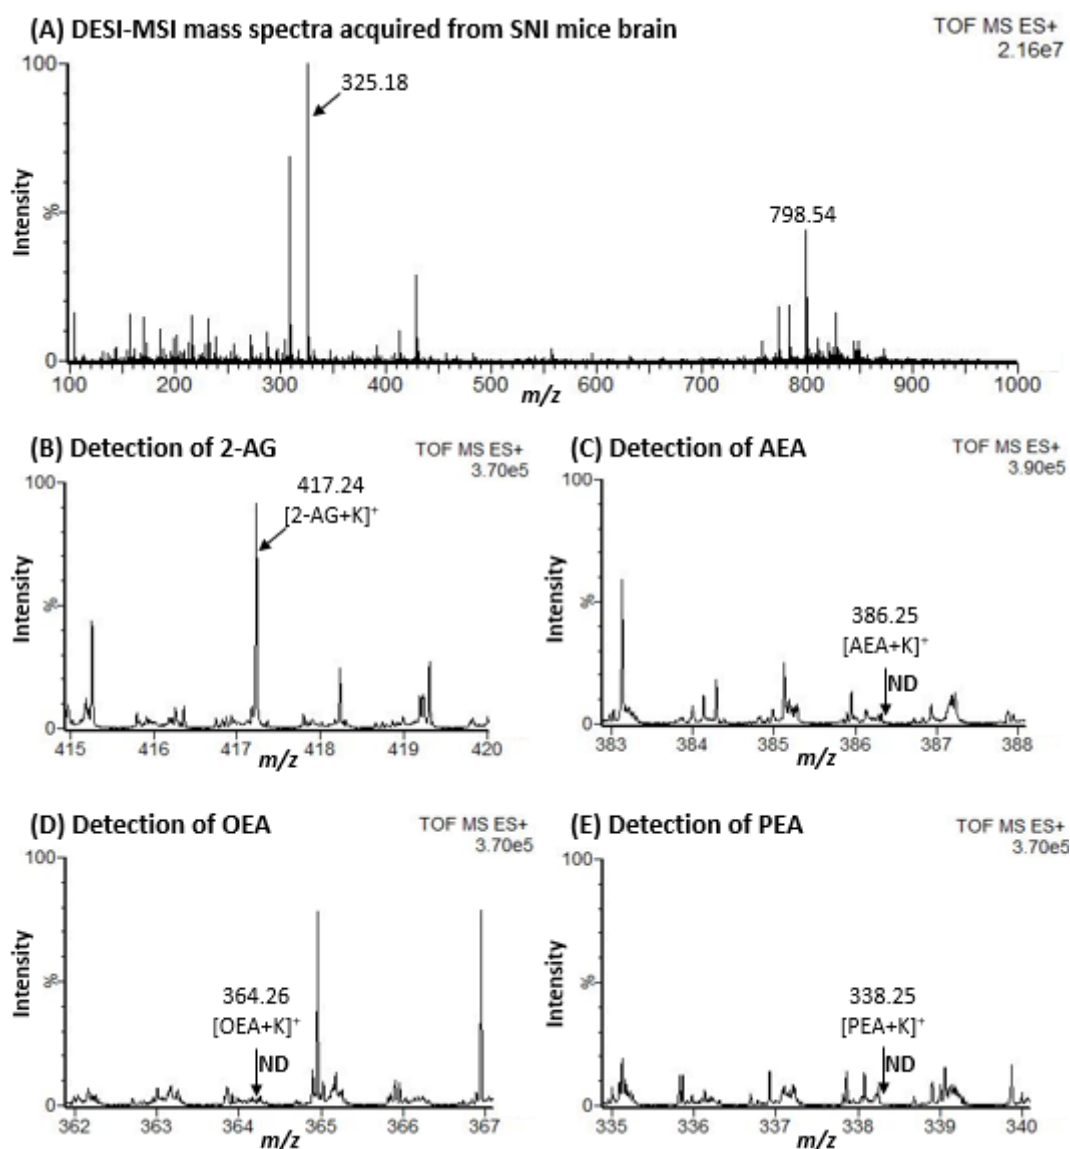 (A) DESI-MSI mass spectra acquired from SNI mice brain
TOF MS ES+
2.16e7
100
325.18
798.54
Intensity
%
0
100 200 300 400 500 600 700 800 900 1000
m/z
(B) Detection of 2-AG
TOF MS ES+
3.70e5
100
417.24
[2-AG+K]+
Intensity
%
0
415 416 417 418 419 420
m/z
(C) Detection of AEA
TOF MS ES+
3.90e5
100
386.25
[AEA+K]+
ND
Intensity
%
0
383 384 385 386 387 388
m/z
(D) Detection of OEA
TOF MS ES+
3.70e5
100
364.26
[OEA+K]+
ND
Intensity
%
0
362 363 364 365 366 367
m/z
(E) Detection of PEA
TOF MS ES+
3.70e5
100
338.25
[PEA+K]+
ND
Intensity
%
0
335 336 337 338 339 340
m/z